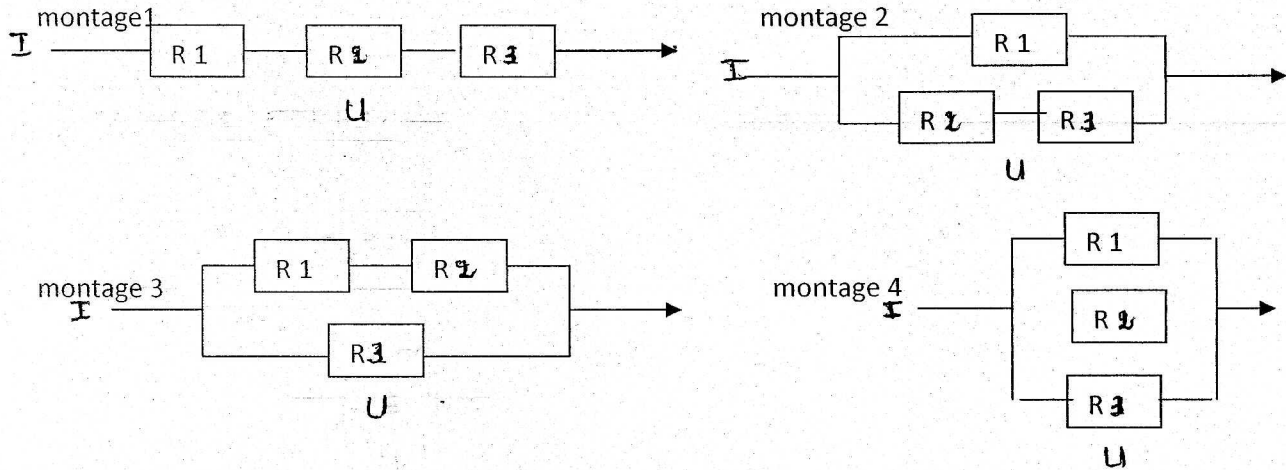 montage1
I R 1 R 2 R 3
U
montage 2
I R 1
R 2 R 3
U
montage 3
I R 1 R 2
R 3
U
montage 4
I R 1
R 2
R 3
U